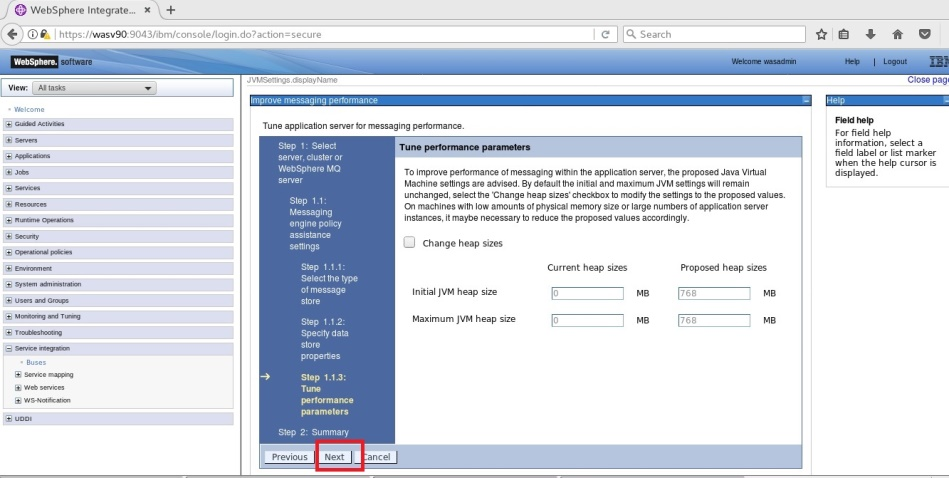 WebSphere Integrate...
https://wasv90:9043/ibm/console/login.do?action=secure
Search
WebSphere. software
Welcome wasadmin
Help | Logout
IBM
View: All tasks
Welcome
Guided Activities
Servers
Applications
Jobs
Services
Resources
Runtime Operations
Security
Operational policies
Environment
System administration
Users and Groups
Monitoring and Tuning
Troubleshooting
Service integration
Buses
Service mapping
Web services
WS-Notification
UDDI
JVMSettings.displayName
Close page
Improve messaging performance
Tune application server for messaging performance.
Step 1: Select
server, cluster or
WebSphere MQ
server
Step 1.1:
Messaging
engine policy
assistance
settings
Step 1.1.1:
Select the type
of message
store
Step 1.1.2:
Specify data
store
properties
Step 1.1.3:
Tune
performance
parameters
Step 2: Summary
Tune performance parameters
To improve performance of messaging within the application server, the proposed Java Virtual
Machine settings are advised. By default the initial and maximum JVM settings will remain
unchanged, select the 'Change heap sizes' checkbox to modify the settings to the proposed values.
On machines with low amounts of physical memory size or large numbers of application server
instances, it maybe necessary to reduce the proposed values accordingly.
Change heap sizes
Current heap sizes Proposed heap sizes
Initial JVM heap size 0 MB 768 MB
Maximum JVM heap size 0 MB 768 MB
Previous Next Cancel
Help
Field help
For field help
information, select a
field label or list marker
when the help cursor is
displayed.